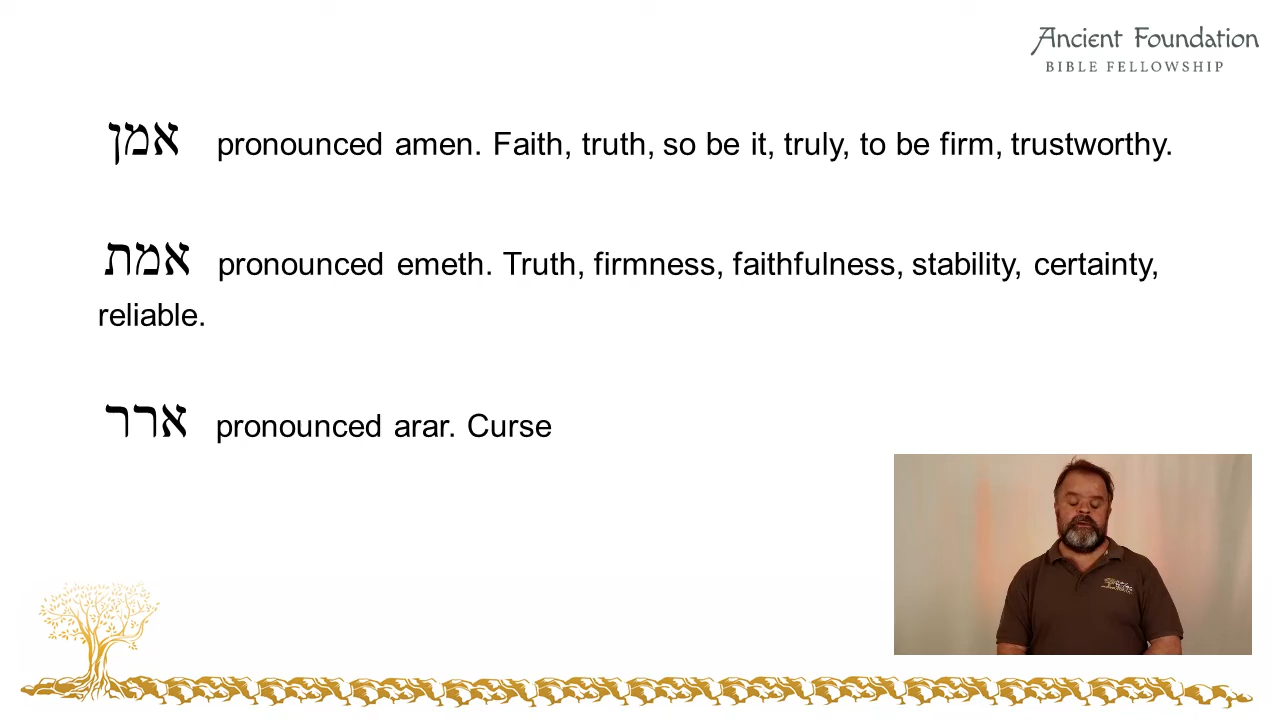 Ancient Foundation
BIBLE FELLOWSHIP
אמן pronounced amen. Faith, truth, so be it, truly, to be firm, trustworthy.
אמת pronounced emeth. Truth, firmness, faithfulness, stability, certainty,
reliable.
ארר pronounced arar. Curse